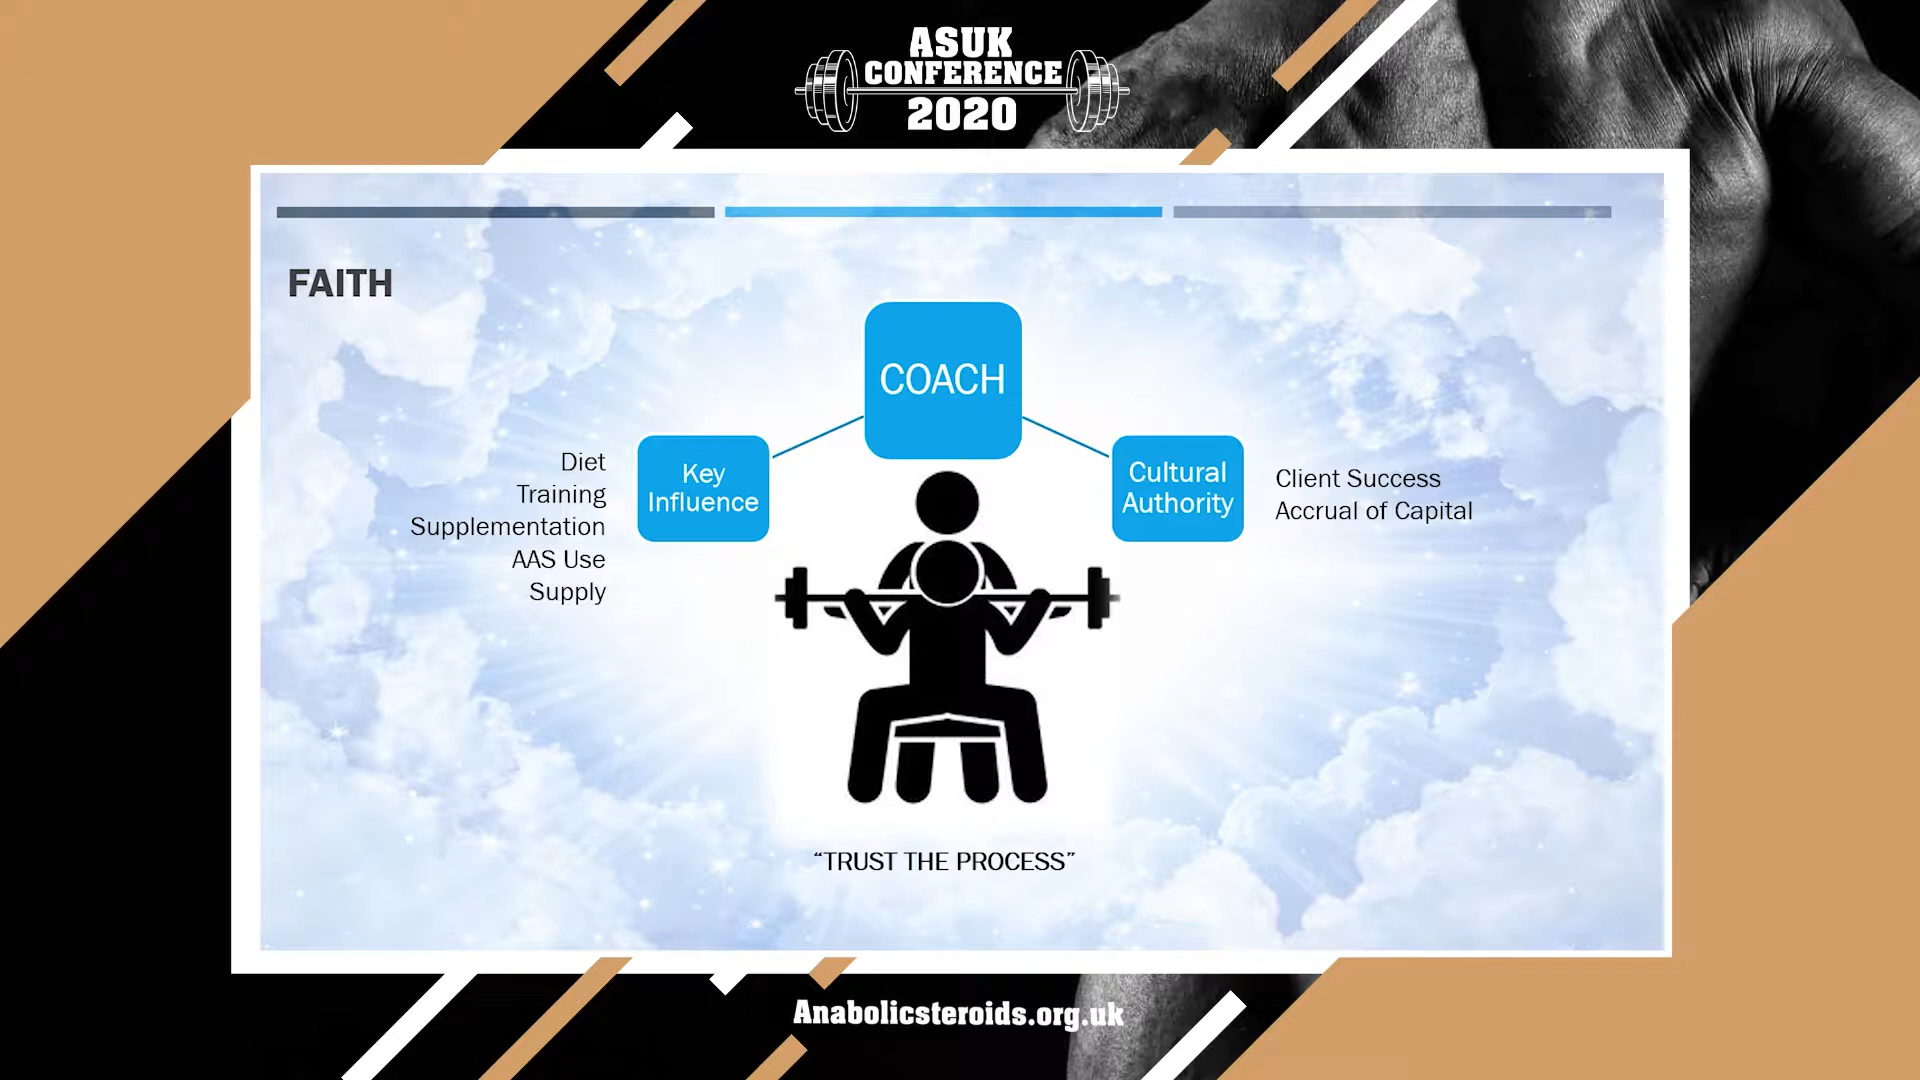 ASUK
CONFERENCE
2020
FAITH
COACH
Key
Influence
Diet
Training
Supplementation
AAS Use
Supply
Cultural
Authority
Client Success
Accrual of Capital
“TRUST THE PROCESS”
Anabolicsteroids.org.uk